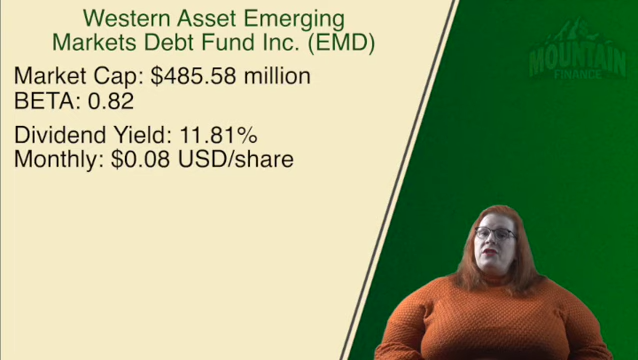 Western Asset Emerging
Markets Debt Fund Inc. (EMD)
Market Cap: $485.58 million
BETA: 0.82
Dividend Yield: 11.81%
Monthly: $0.08 USD/share
MOUNTAIN
FINANCE